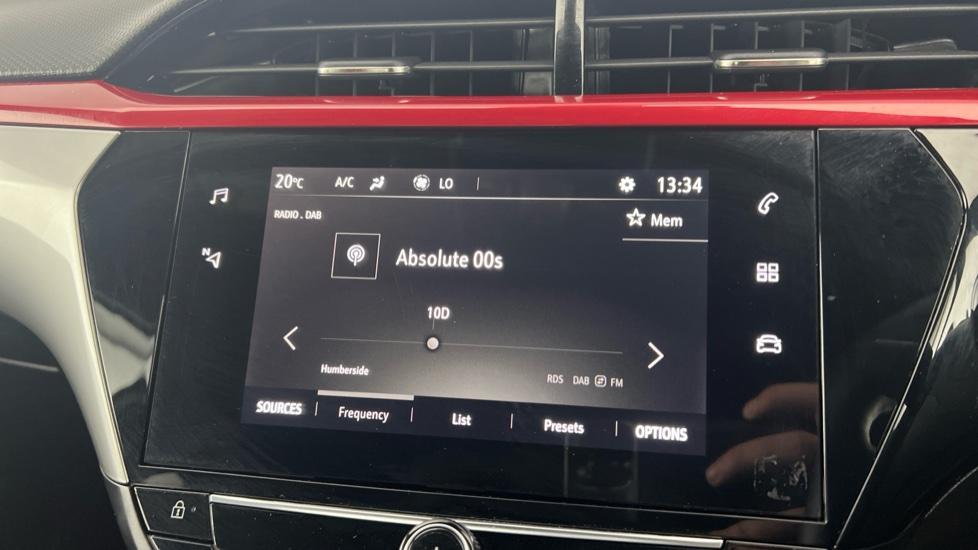 20°C A/C LO 13:34
RADIO . DAB
Mem
Absolute 00s
10D
Humberside
RDS DAB FM
SOURCES Frequency List Presets OPTIONS
N